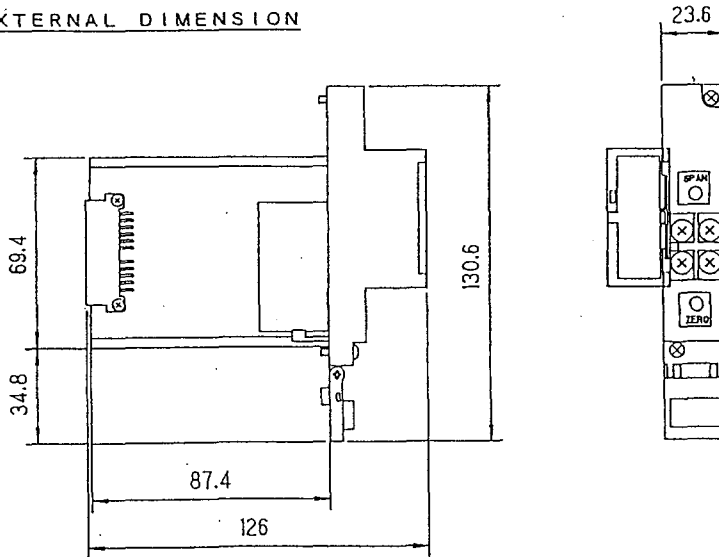 XTERNAL DIMENSION
23.6
69.4
34.8
130.6
SPAN
ZERO
87.4
126